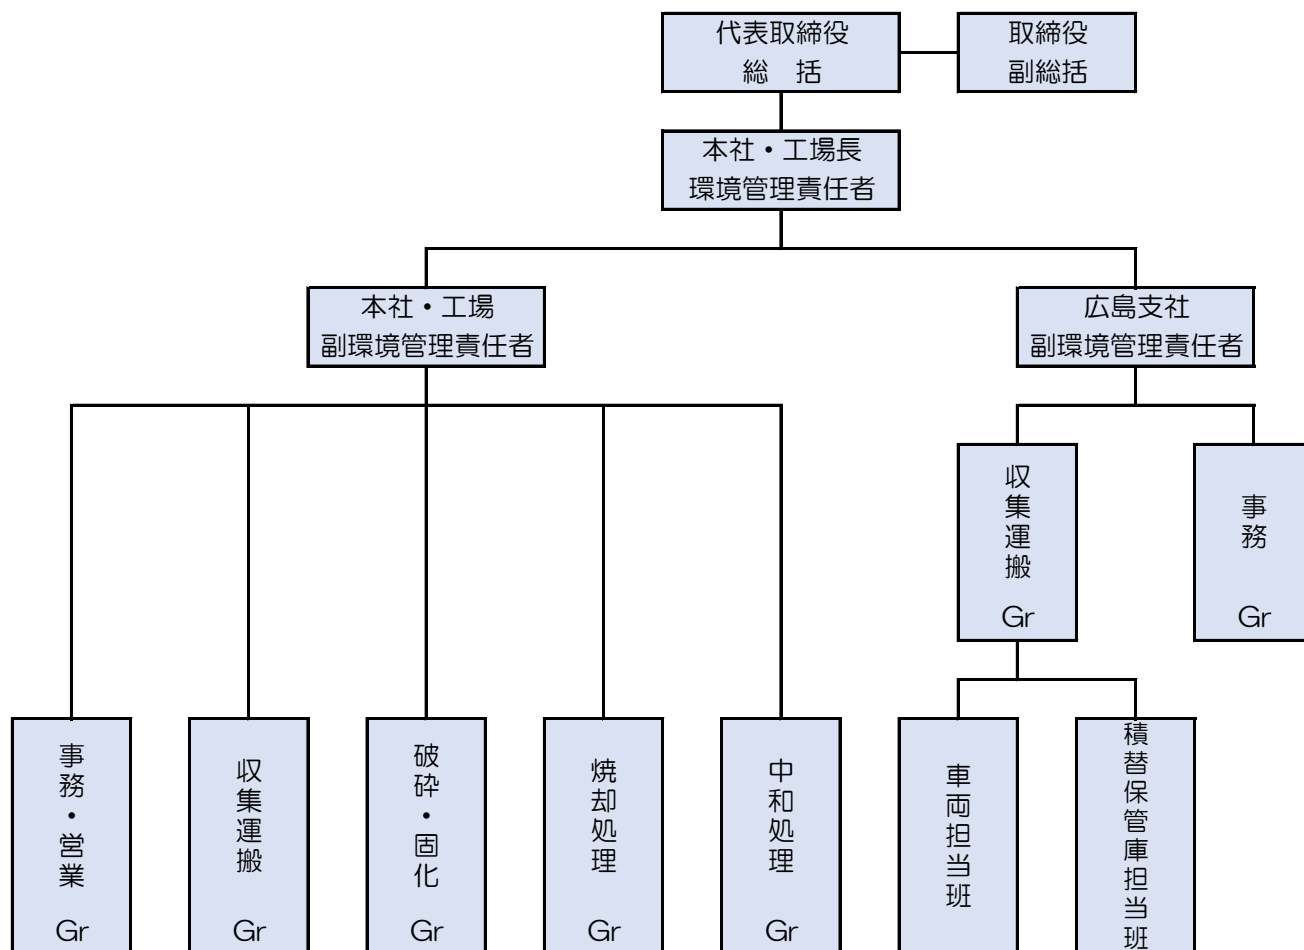 代表取締役
総　括
取締役
副総括
本社・工場長
環境管理責任者
本社・工場
副環境管理責任者
広島支社
副環境管理責任者
収集運搬
Gr
事務
Gr
事務・営業
Gr
収集運搬
Gr
破砕・固化
Gr
焼却処理
Gr
中和処理
Gr
車両担当班
積替保管庫担当班